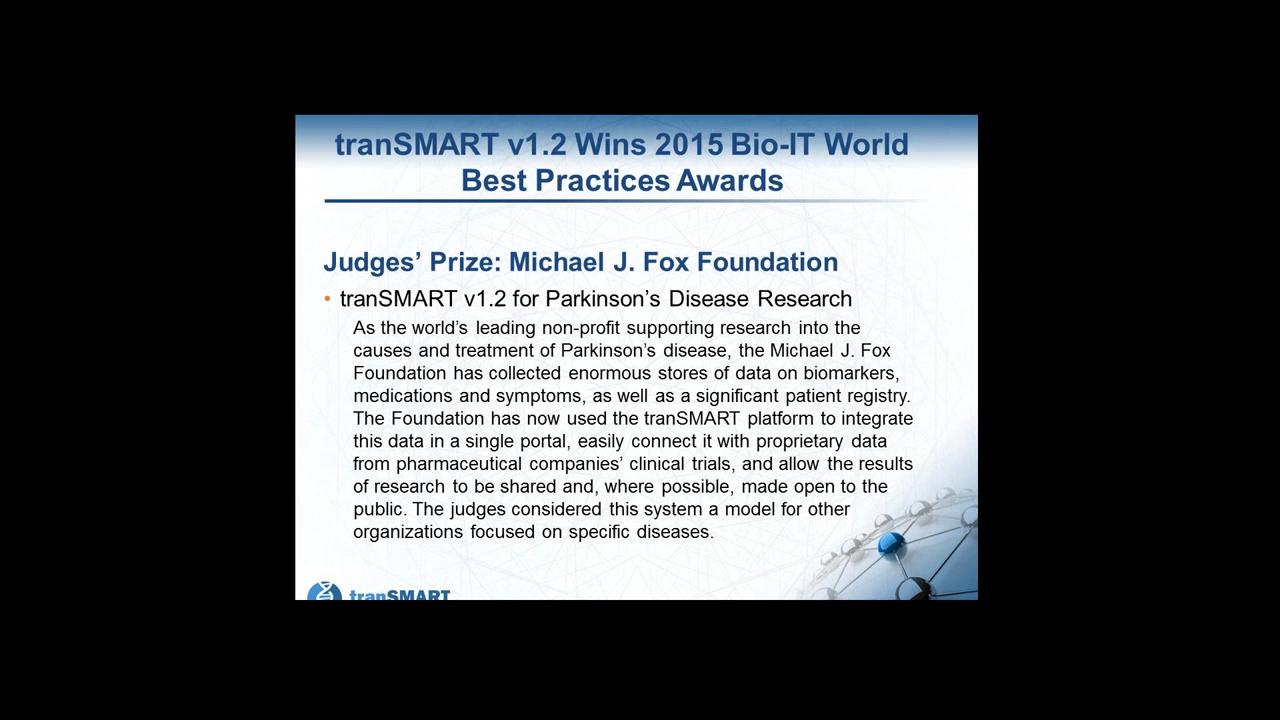 tranSMART v1.2 Wins 2015 Bio-IT World
Best Practices Awards
Judges’ Prize: Michael J. Fox Foundation
• tranSMART v1.2 for Parkinson’s Disease Research
As the world’s leading non-profit supporting research into the
causes and treatment of Parkinson’s disease, the Michael J. Fox
Foundation has collected enormous stores of data on biomarkers,
medications and symptoms, as well as a significant patient registry.
The Foundation has now used the tranSMART platform to integrate
this data in a single portal, easily connect it with proprietary data
from pharmaceutical companies’ clinical trials, and allow the results
of research to be shared and, where possible, made open to the
public. The judges considered this system a model for other
organizations focused on specific diseases.
tranSMART